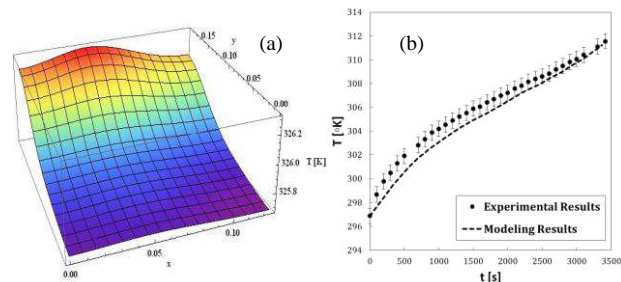 (a)
0.15
y
0.10
0.05
0.00
326.2
326.0
T [K]
325.8
0.00
0.05
x
0.10
(b)
314
312
310
308
306
304
302
300
298
296
294
T [◦K]
Experimental Results
Modeling Results
0 500 1000 1500 2000 2500 3000 3500
t [s]